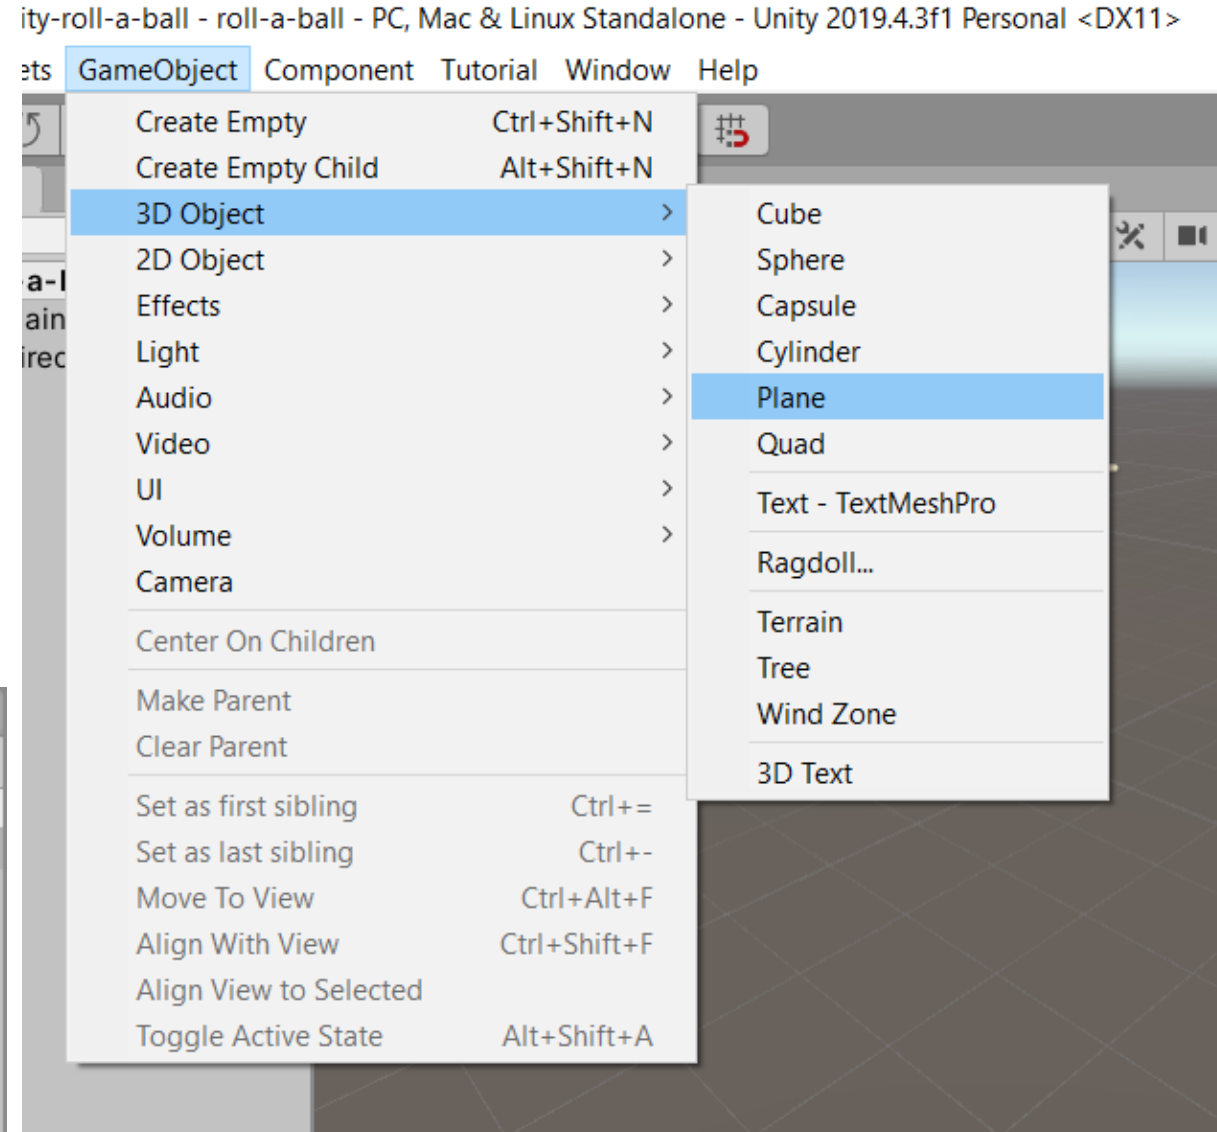 ity-roll-a-ball - roll-a-ball - PC, Mac & Linux Standalone - Unity 2019.4.3f1 Personal <DX11>
ets GameObject Component Tutorial Window Help
Create Empty Ctrl+Shift+N
Create Empty Child Alt+Shift+N
3D Object
2D Object
Effects
Light
Audio
Video
UI
Volume
Camera
Center On Children
Make Parent
Clear Parent
Set as first sibling Ctrl+=
Set as last sibling Ctrl+-
Move To View Ctrl+Alt+F
Align With View Ctrl+Shift+F
Align View to Selected
Toggle Active State Alt+Shift+A
Cube
Sphere
Capsule
Cylinder
Plane
Quad
Text - TextMeshPro
Ragdoll...
Terrain
Tree
Wind Zone
3D Text
-a-
ain
irec